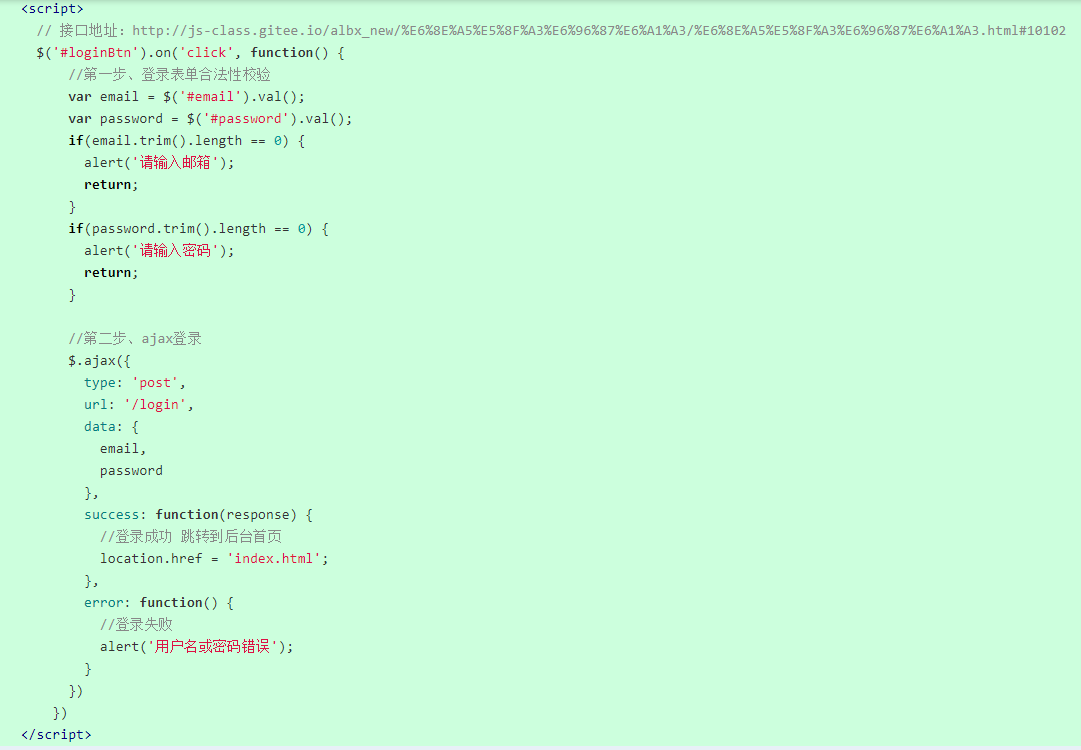 <script>
// 接口地址：http://js-class.gitee.io/albx_new/%E6%8E%A5%E5%8F%A3%E6%96%87%E6%A1%A3/%E6%8E%A5%E5%8F%A3%E6%96%87%E6%A1%A3.html#10102
$('#loginBtn').on('click', function() {
//第一步、登录表单合法性校验
var email = $('#email').val();
var password = $('#password').val();
if(email.trim().length == 0) {
alert('请输入邮箱');
return;
}
if(password.trim().length == 0) {
alert('请输入密码');
return;
}
//第二步、ajax登录
$.ajax({
type: 'post',
url: '/login',
data: {
email,
password
},
success: function(response) {
//登录成功 跳转到后台首页
location.href = 'index.html';
},
error: function() {
//登录失败
alert('用户名或密码错误');
}
})
})
</script>